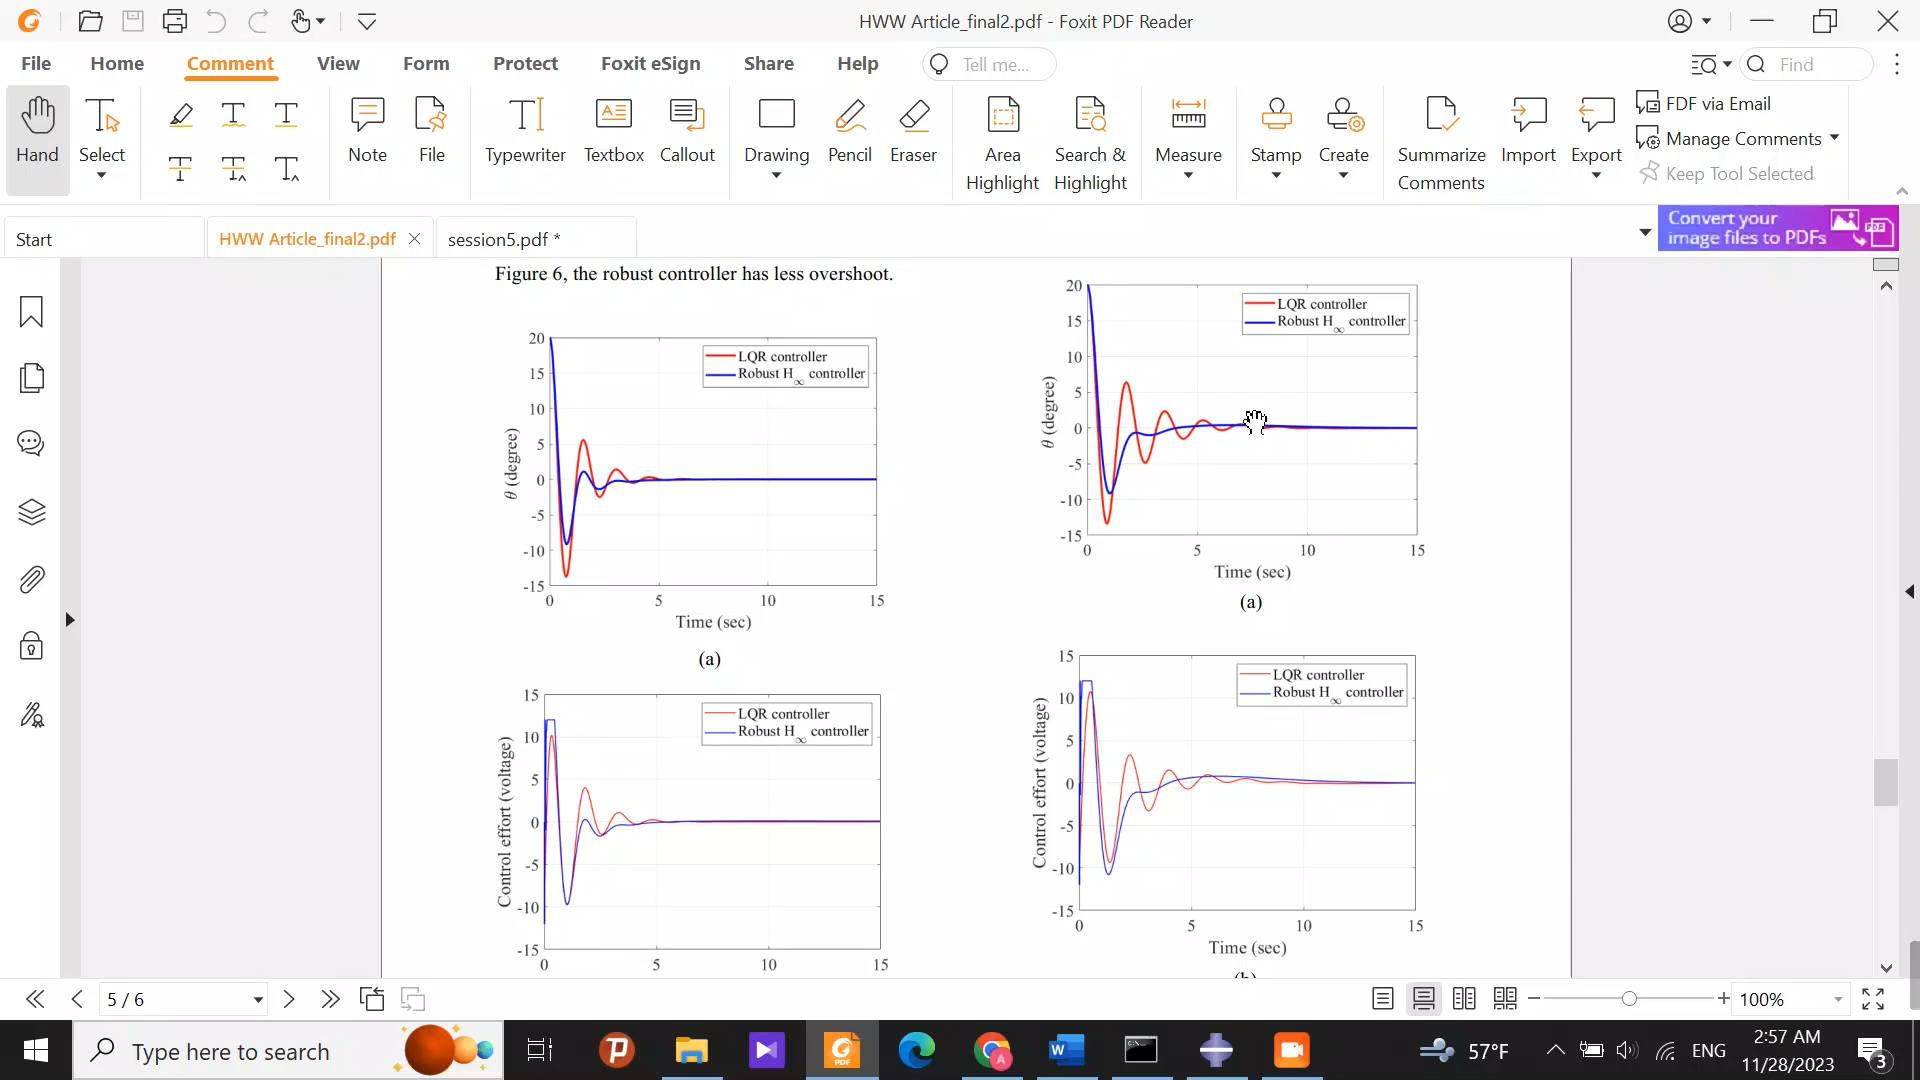 HWW Article_final2.pdf - Foxit PDF Reader
File Home Comment View Form Protect Foxit eSign Share Help Tell me... Find
Hand Select Note File Typewriter Textbox Callout Drawing Pencil Eraser Area Highlight Search & Highlight Measure Stamp Create Summarize Comments Import Export
FDF via Email
Manage Comments
Keep Tool Selected
Start HWW Article_final2.pdf session5.pdf *
Convert your
image files to PDFs
PDF
Figure 6, the robust controller has less overshoot.
LQR controller
Robust H∞ controller
θ (degree)
20
15
10
5
0
-5
-10
-15
0 5 10 15
Time (sec)
(a)
LQR controller
Robust H∞ controller
Control effort (voltage)
15
10
5
0
-5
-10
-15
0 5 10 15
LQR controller
Robust H∞ controller
θ (degree)
20
15
10
5
0
-5
-10
-15
0 5 10 15
Time (sec)
(a)
LQR controller
Robust H∞ controller
Control effort (voltage)
15
10
5
0
-5
-10
-15
0 5 10 15
Time (sec)
5 / 6 100%
Type here to search
57°F ENG
2:57 AM
11/28/2023
3